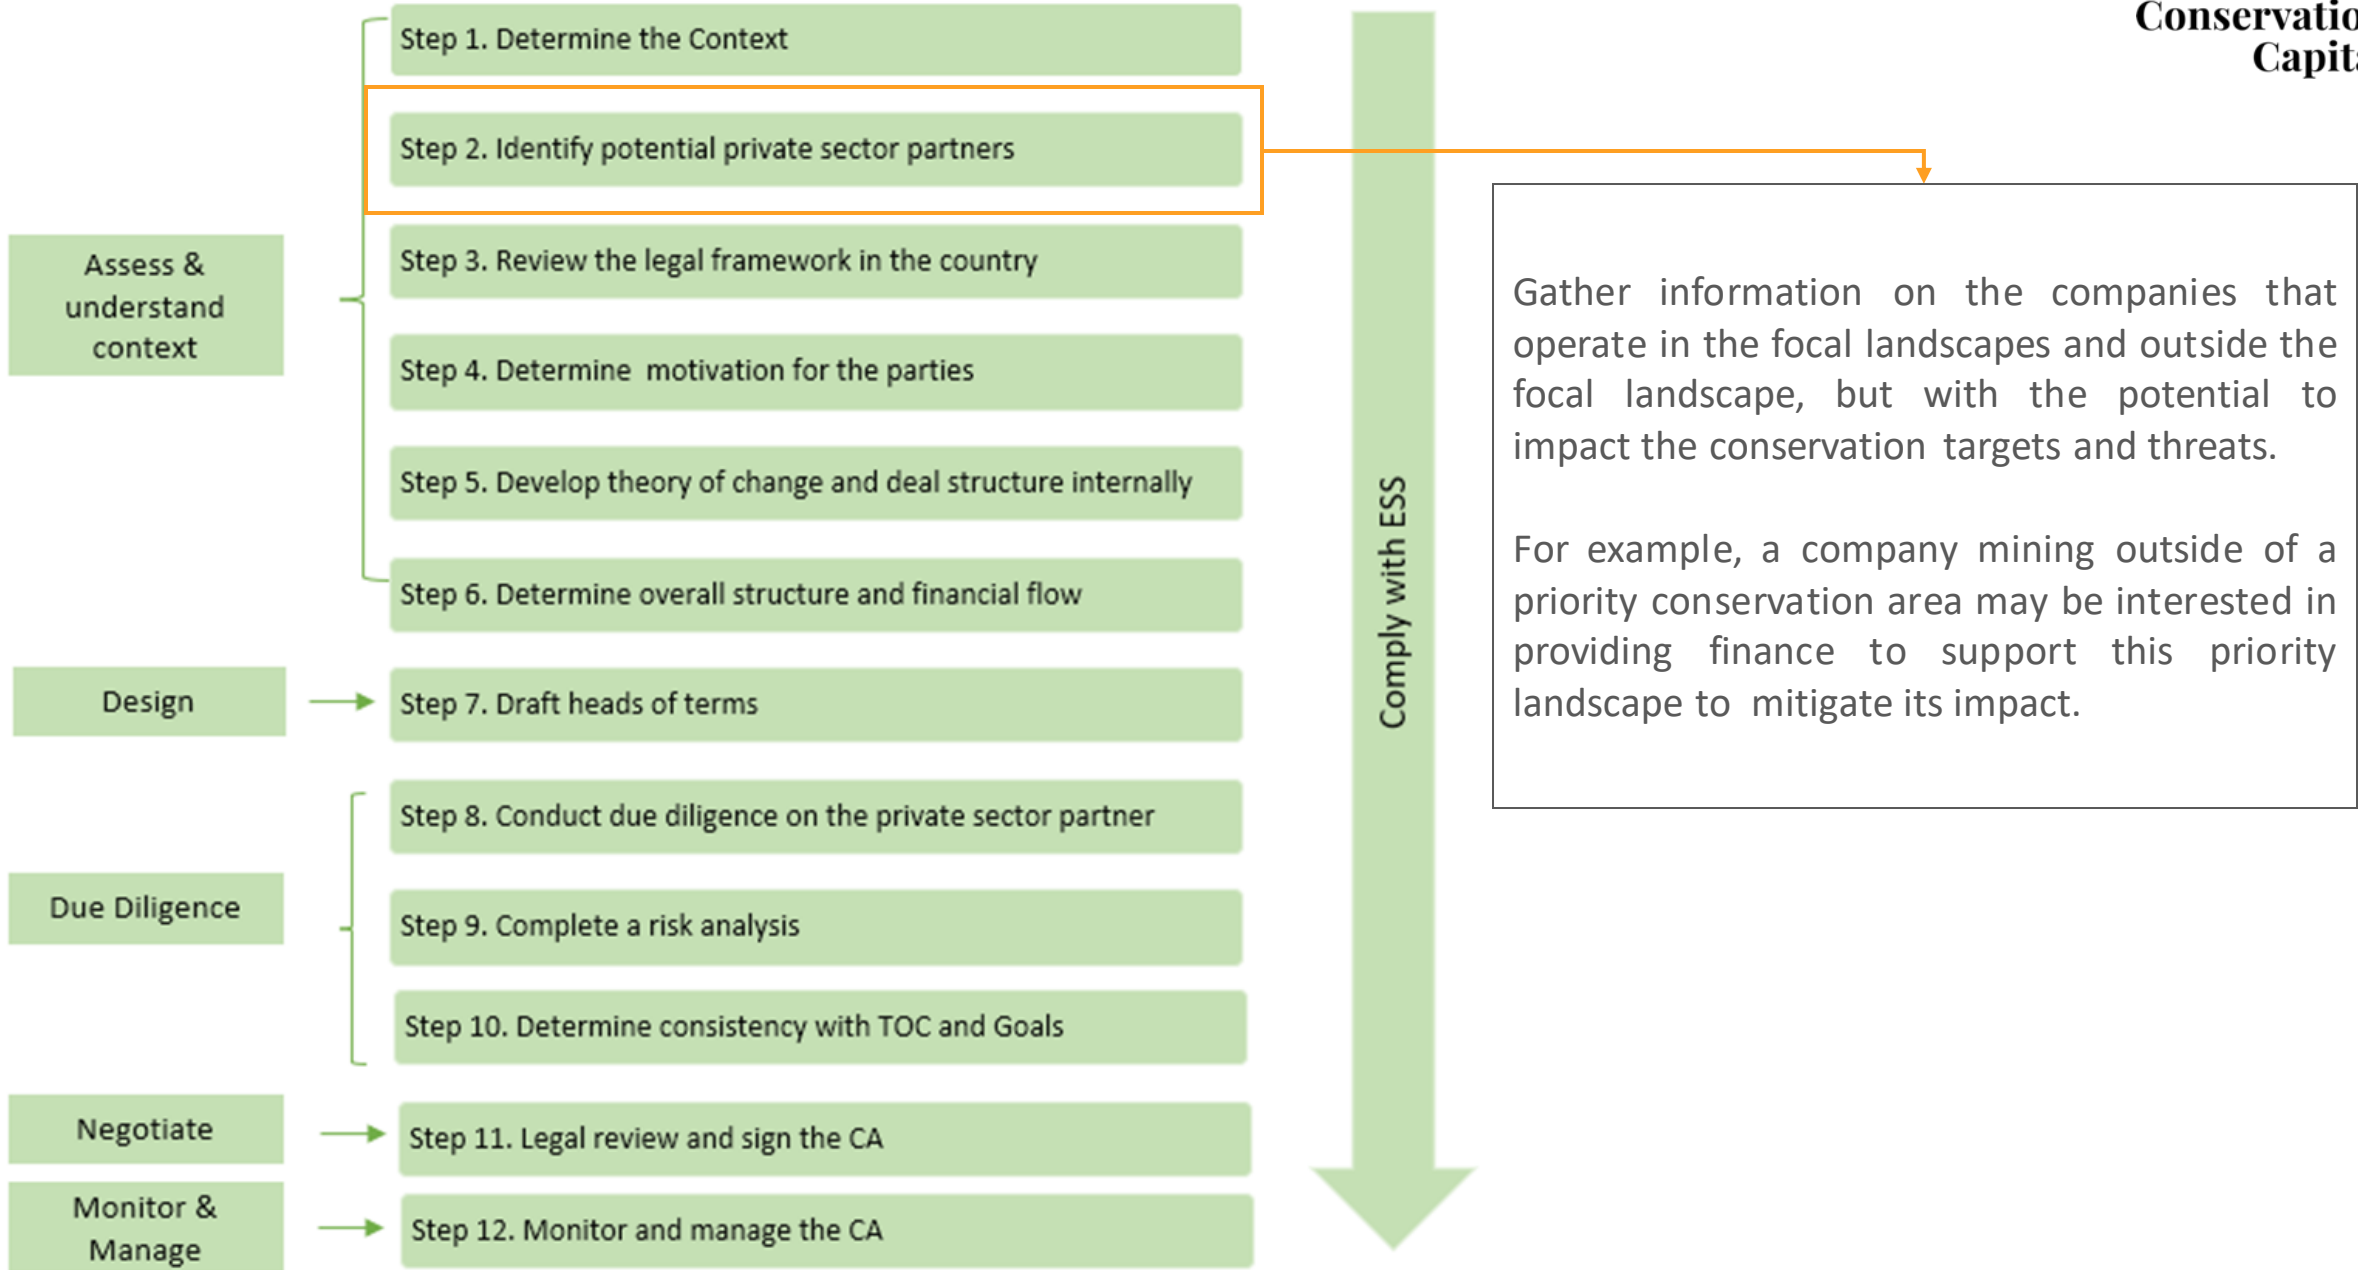 Conservatio
Capit
Step 1. Determine the Context
Step 2. Identify potential private sector partners
Step 3. Review the legal framework in the country
Step 4. Determine motivation for the parties
Step 5. Develop theory of change and deal structure internally
Step 6. Determine overall structure and financial flow
Assess &
understand
context
Design
Step 7. Draft heads of terms
Due Diligence
Step 8. Conduct due diligence on the private sector partner
Step 9. Complete a risk analysis
Step 10. Determine consistency with TOC and Goals
Negotiate
Step 11. Legal review and sign the CA
Monitor &
Manage
Step 12. Monitor and manage the CA
Comply with ESS
Gather information on the companies that
operate in the focal landscapes and outside the
focal landscape, but with the potential to
impact the conservation targets and threats.
For example, a company mining outside of a
priority conservation area may be interested in
providing finance to support this priority
landscape to mitigate its impact.